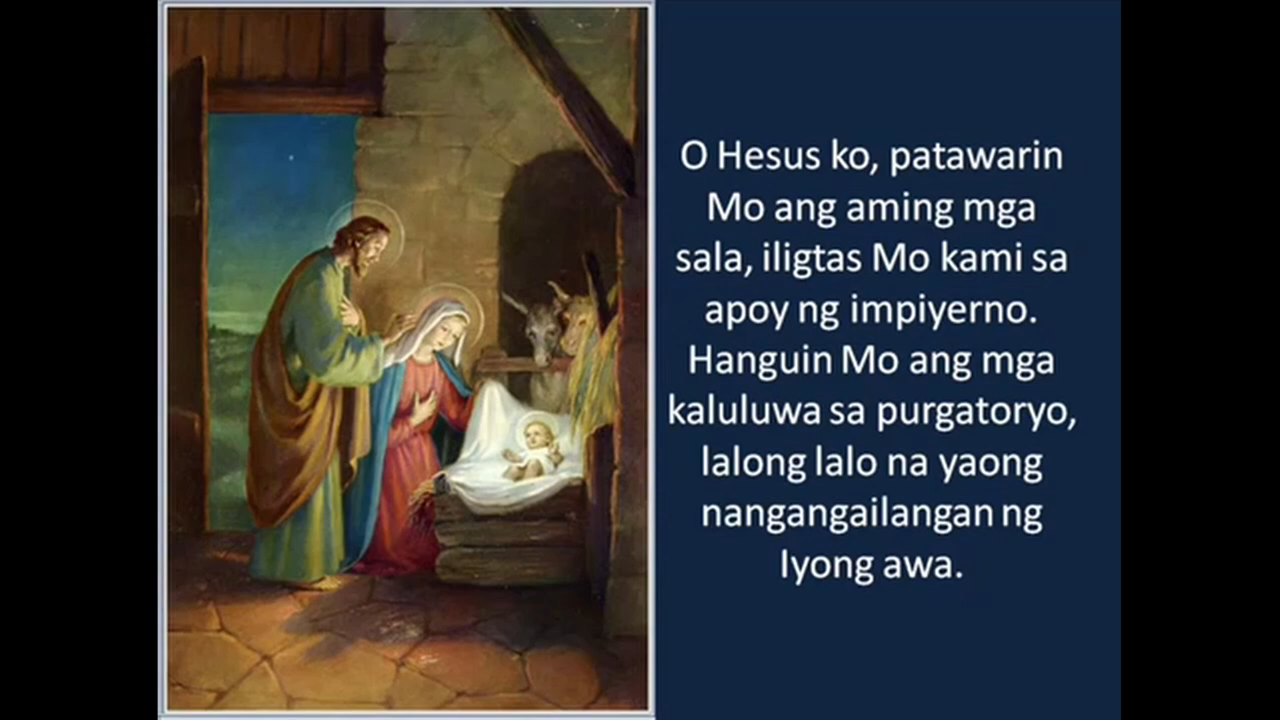 O Hesus ko, patawarin
Mo ang aming mga
sala, iligtas Mo kami sa
apoy ng impiyerno.
Hanguin Mo ang mga
kaluluwa sa purgatoryo,
lalong lalo na yaong
nangangailangan ng
Iyong awa.